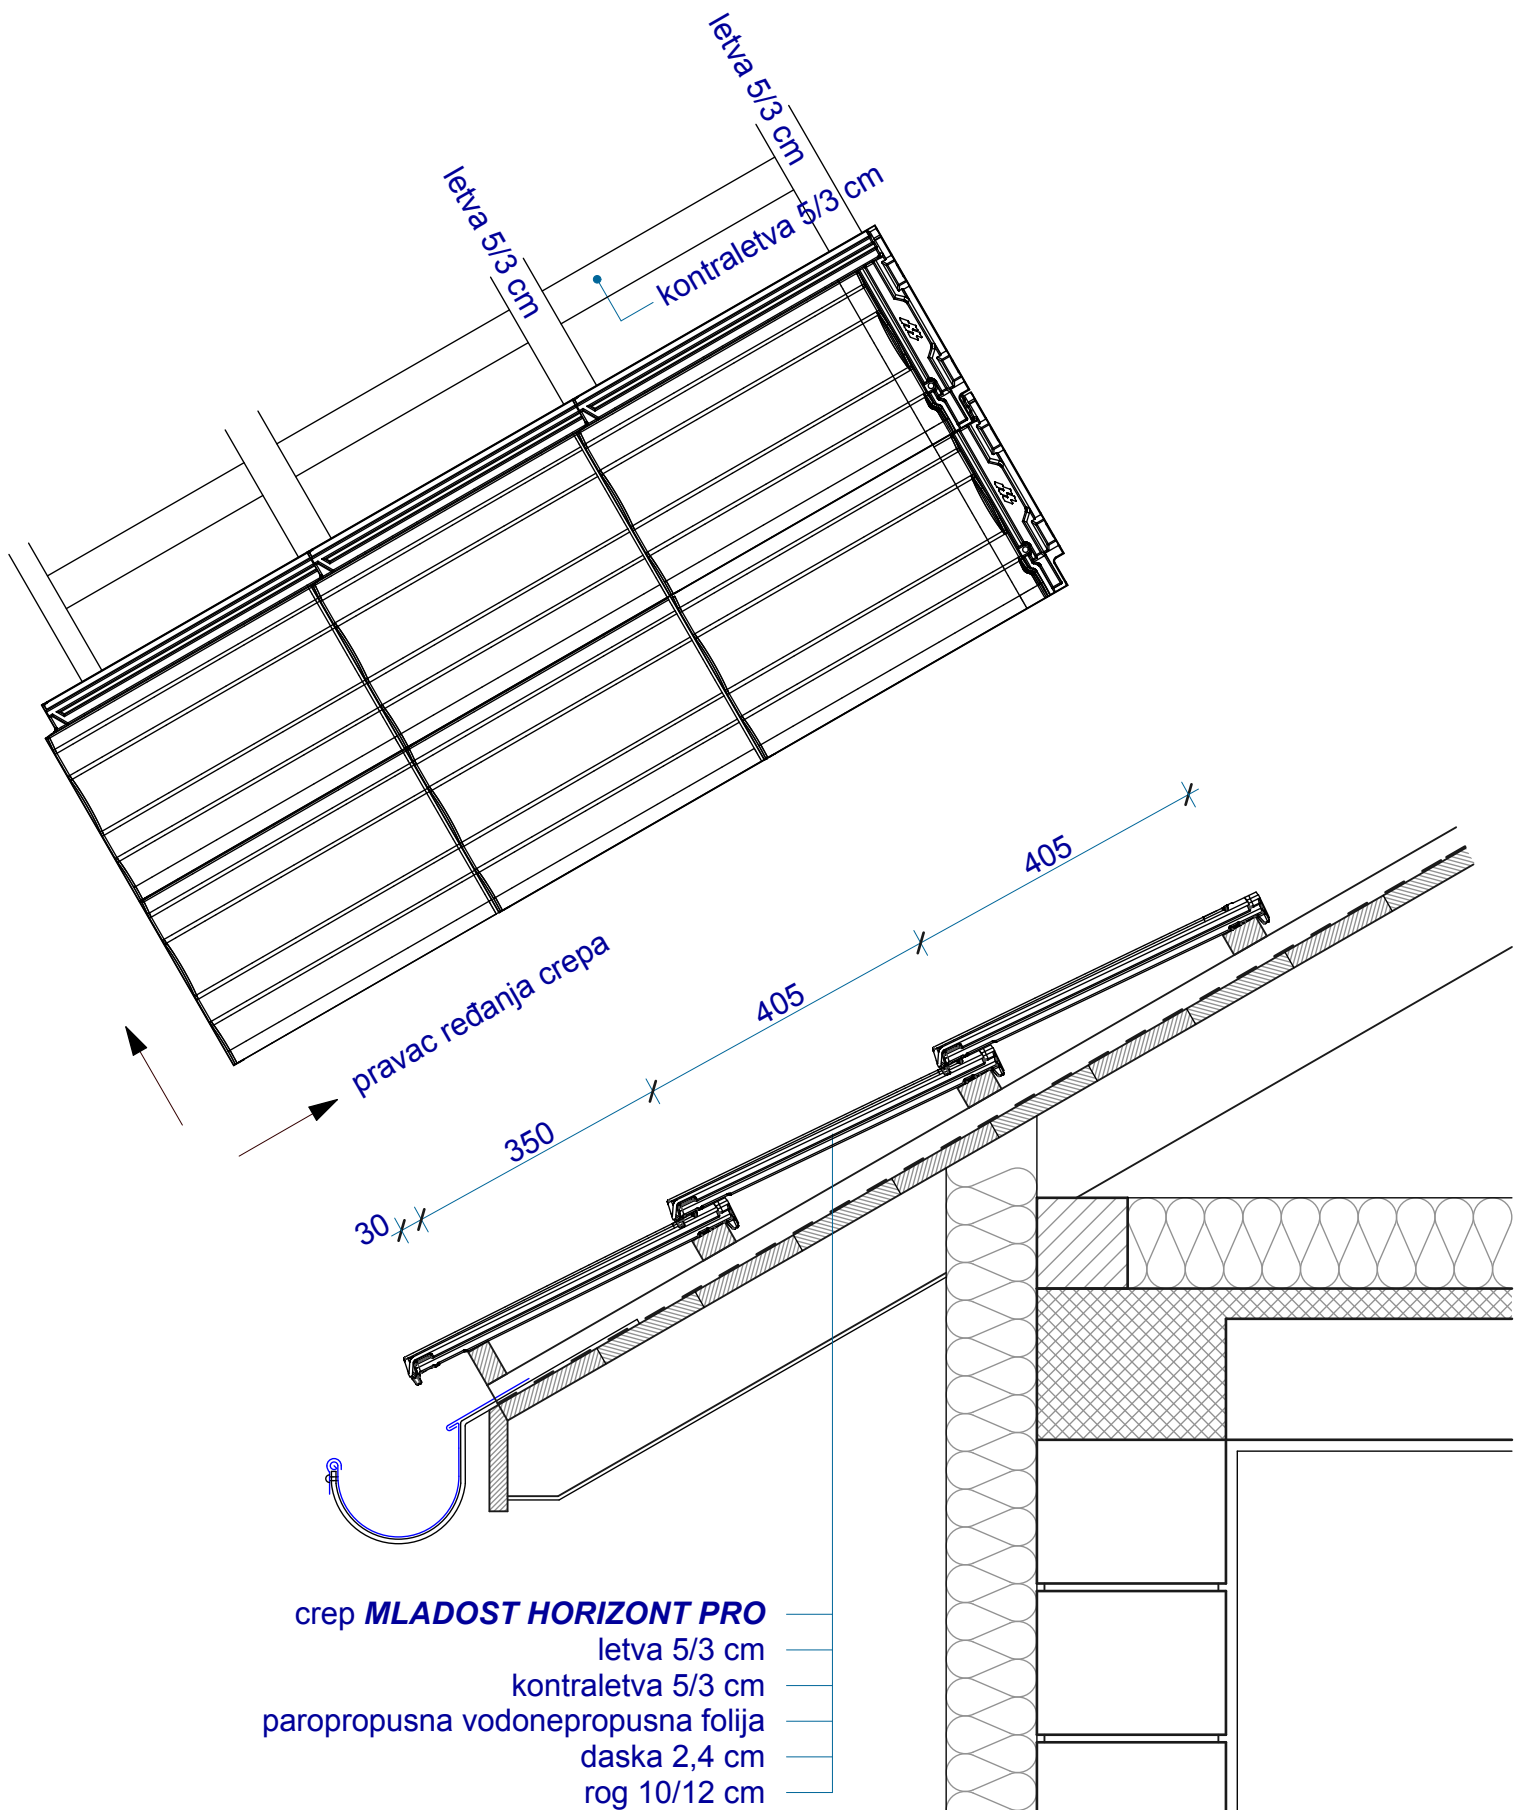 letva 5/3 cm
letva 5/3 cm
kontraletva 5/3 cm
405
405
350
30
pravac ređanja crepa
crep MLADOST HORIZONT PRO
letva 5/3 cm
kontraletva 5/3 cm
paropropusna vodonepropusna folija
daska 2,4 cm
rog 10/12 cm